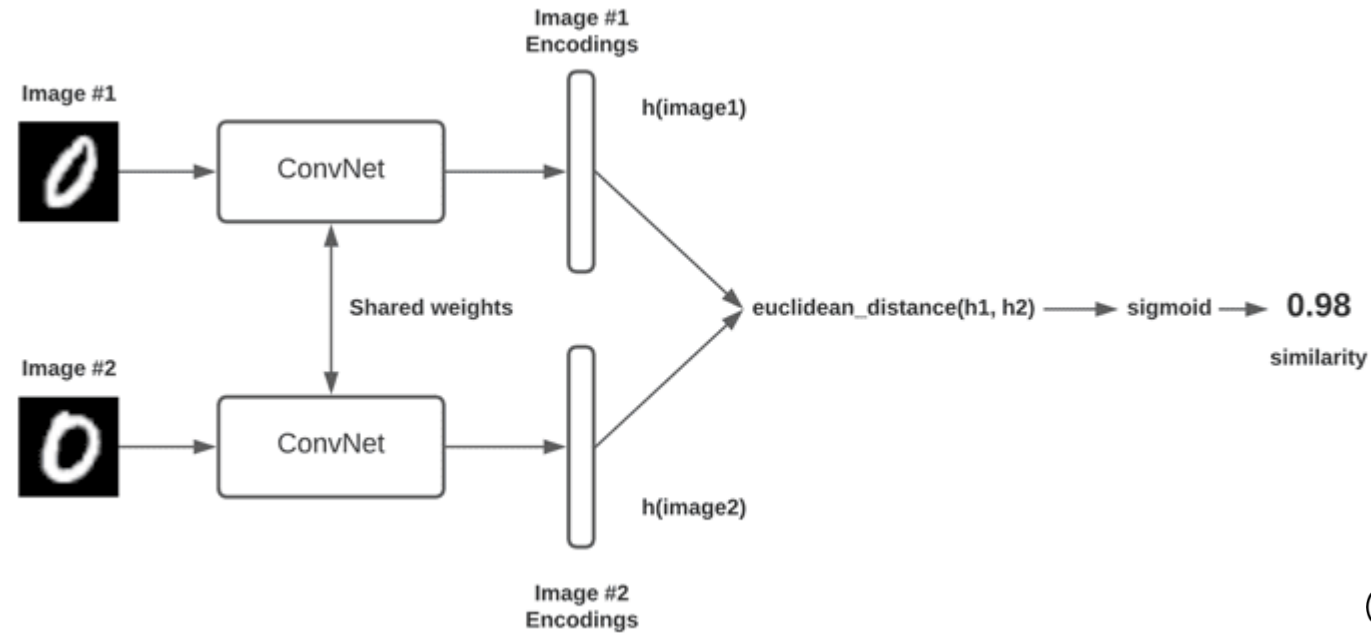 Image #1
Encodings
Image #1
h(image1)
ConvNet
Shared weights
euclidean_distance(h1, h2)
sigmoid
0.98
similarity
Image #2
ConvNet
h(image2)
Image #2
Encodings